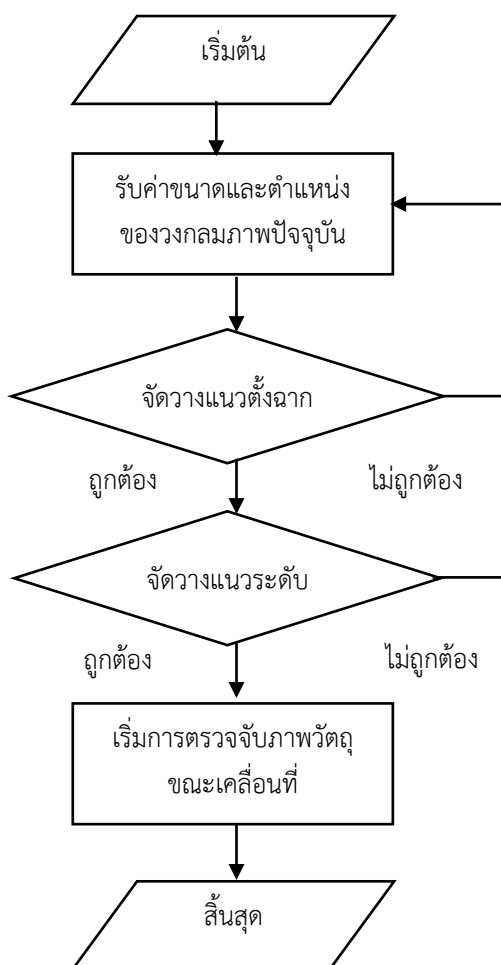 เริ่มต้น
รับค่าขนาดและตำแหน่ง
ของวงกลมภาพปัจจุบัน
จัดวางแนวตั้งฉาก
ถูกต้อง
ไม่ถูกต้อง
จัดวางแนวระดับ
ถูกต้อง
ไม่ถูกต้อง
เริ่มการตรวจจับภาพวัตถุ
ขณะเคลื่อนที่
สิ้นสุด